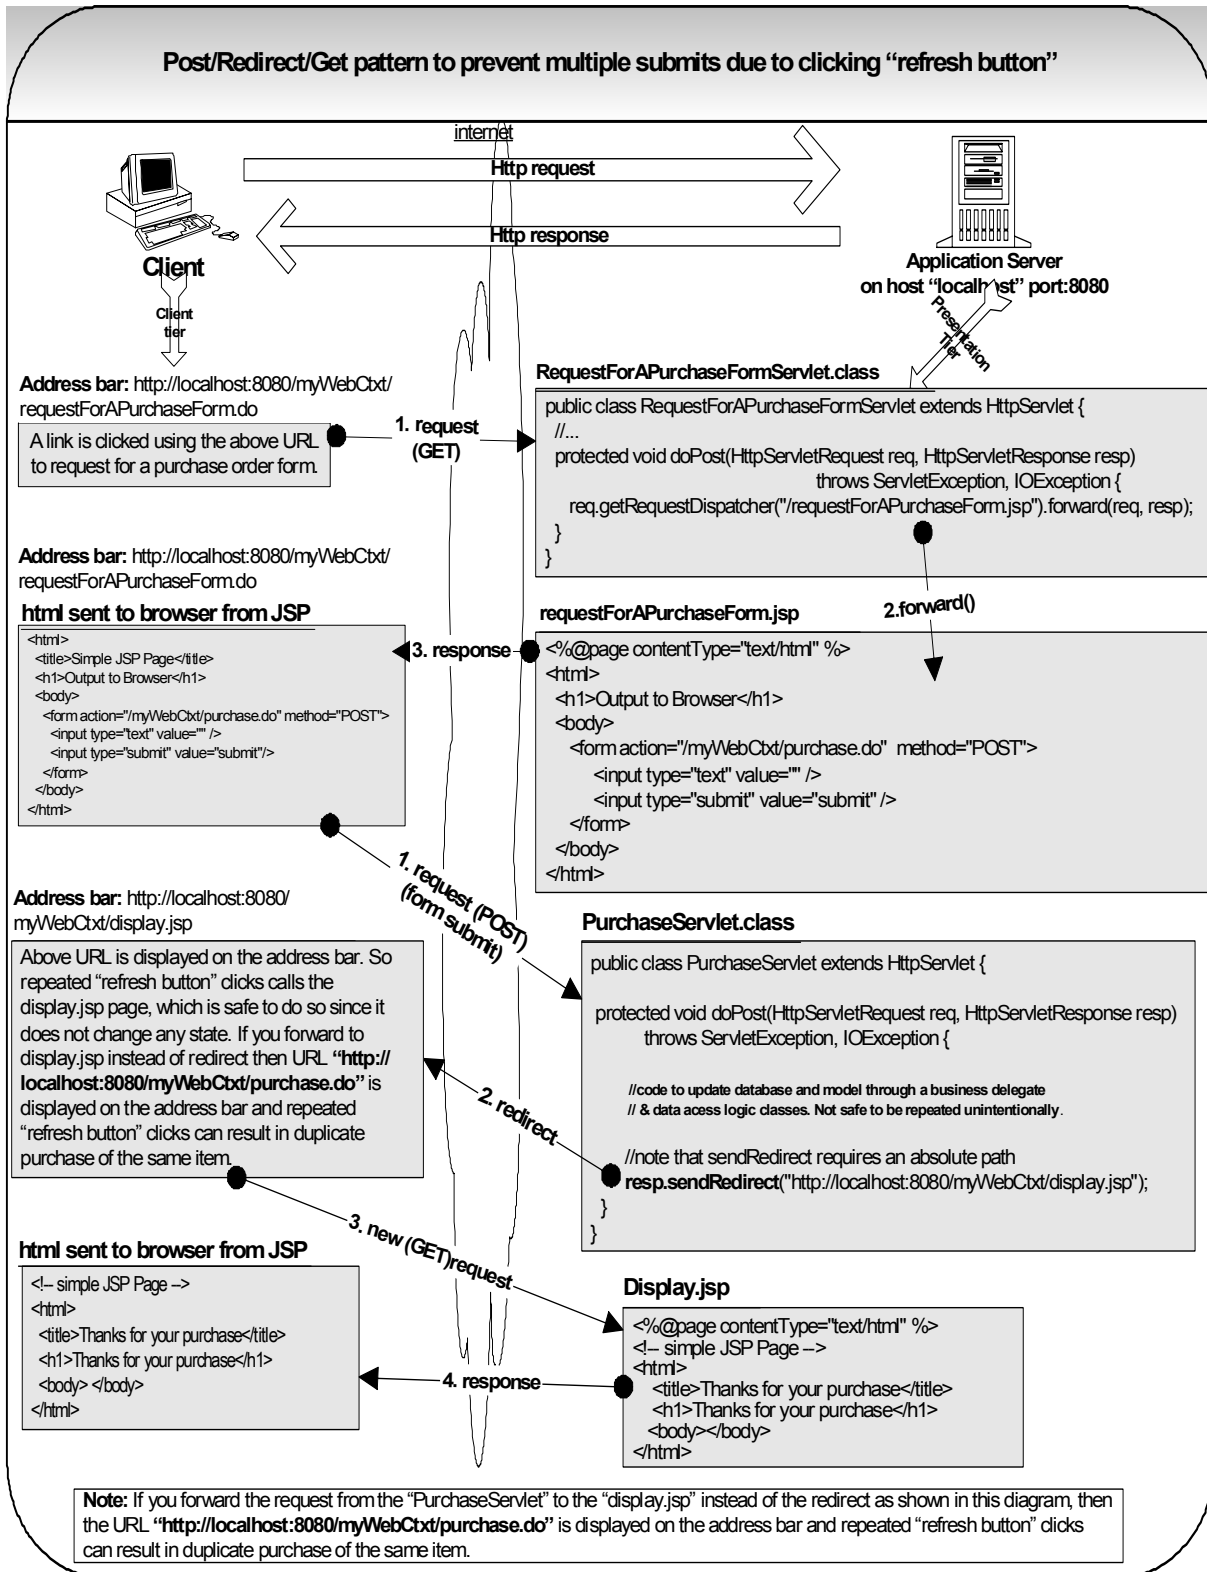 Post/Redirect/Get pattern to prevent multiple submits due to clicking “refresh button”
internet
Http request
Http response
Client
Application Server
on host “localhost” port:8080
Client
tier
Presentation
Tier
Address bar: http://localhost:8080/myWebCtxt/
requestForAPurchaseForm.do
A link is clicked using the above URL
to request for a purchase order form.
1. request
(GET)
RequestForAPurchaseFormServlet.class
public class RequestForAPurchaseFormServlet extends HttpServlet {
//...
protected void doPost(HttpServletRequest req, HttpServletResponse resp)
throws ServletException, IOException {
req.getRequestDispatcher("/requestForAPurchaseForm.jsp").forward(req, resp);
}
}
2.forward()
Address bar: http://localhost:8080/myWebCtxt/
requestForAPurchaseForm.do
html sent to browser from JSP
<html>
<title>Simple JSP Page</title>
<h1>Output to Browser</h1>
<body>
<form action="/myWebCtxt/purchase.do" method="POST">
<input type="text" value="" />
<input type="submit" value="submit"/>
</form>
</body>
</html>
3. response
requestForAPurchaseForm.jsp
<%@page contentType="text/html" %>
<html>
<h1>Output to Browser</h1>
<body>
<form action="/myWebCtxt/purchase.do" method="POST">
<input type="text" value="" />
<input type="submit" value="submit" />
</form>
</body>
</html>
1. request (POST)
(form submit)
Address bar: http://localhost:8080/
myWebCtxt/display.jsp
Above URL is displayed on the address bar. So
repeated “refresh button” clicks calls the
display.jsp page, which is safe to do so since it
does not change any state. If you forward to
display.jsp instead of redirect then URL “http://
localhost:8080/myWebCtxt/purchase.do” is
displayed on the address bar and repeated
“refresh button” clicks can result in duplicate
purchase of the same item.
2. redirect
PurchaseServlet.class
public class PurchaseServlet extends HttpServlet {
protected void doPost(HttpServletRequest req, HttpServletResponse resp)
throws ServletException, IOException {
//code to update database and model through a business delegate
// & data acess logic classes. Not safe to be repeated unintentionally.
//note that sendRedirect requires an absolute path
resp.sendRedirect("http://localhost:8080/myWebCtxt/display.jsp");
}
}
3. new (GET)request
html sent to browser from JSP
<!-- simple JSP Page -->
<html>
<title>Thanks for your purchase</title>
<h1>Thanks for your purchase</h1>
<body> </body>
</html>
4. response
Display.jsp
<%@page contentType="text/html" %>
<!-- simple JSP Page -->
<html>
<title>Thanks for your purchase</title>
<h1>Thanks for your purchase</h1>
<body></body>
</html>
Note: If you forward the request from the “PurchaseServlet” to the “display.jsp” instead of the redirect as shown in this diagram, then
the URL “http://localhost:8080/myWebCtxt/purchase.do” is displayed on the address bar and repeated “refresh button” clicks
can result in duplicate purchase of the same item.